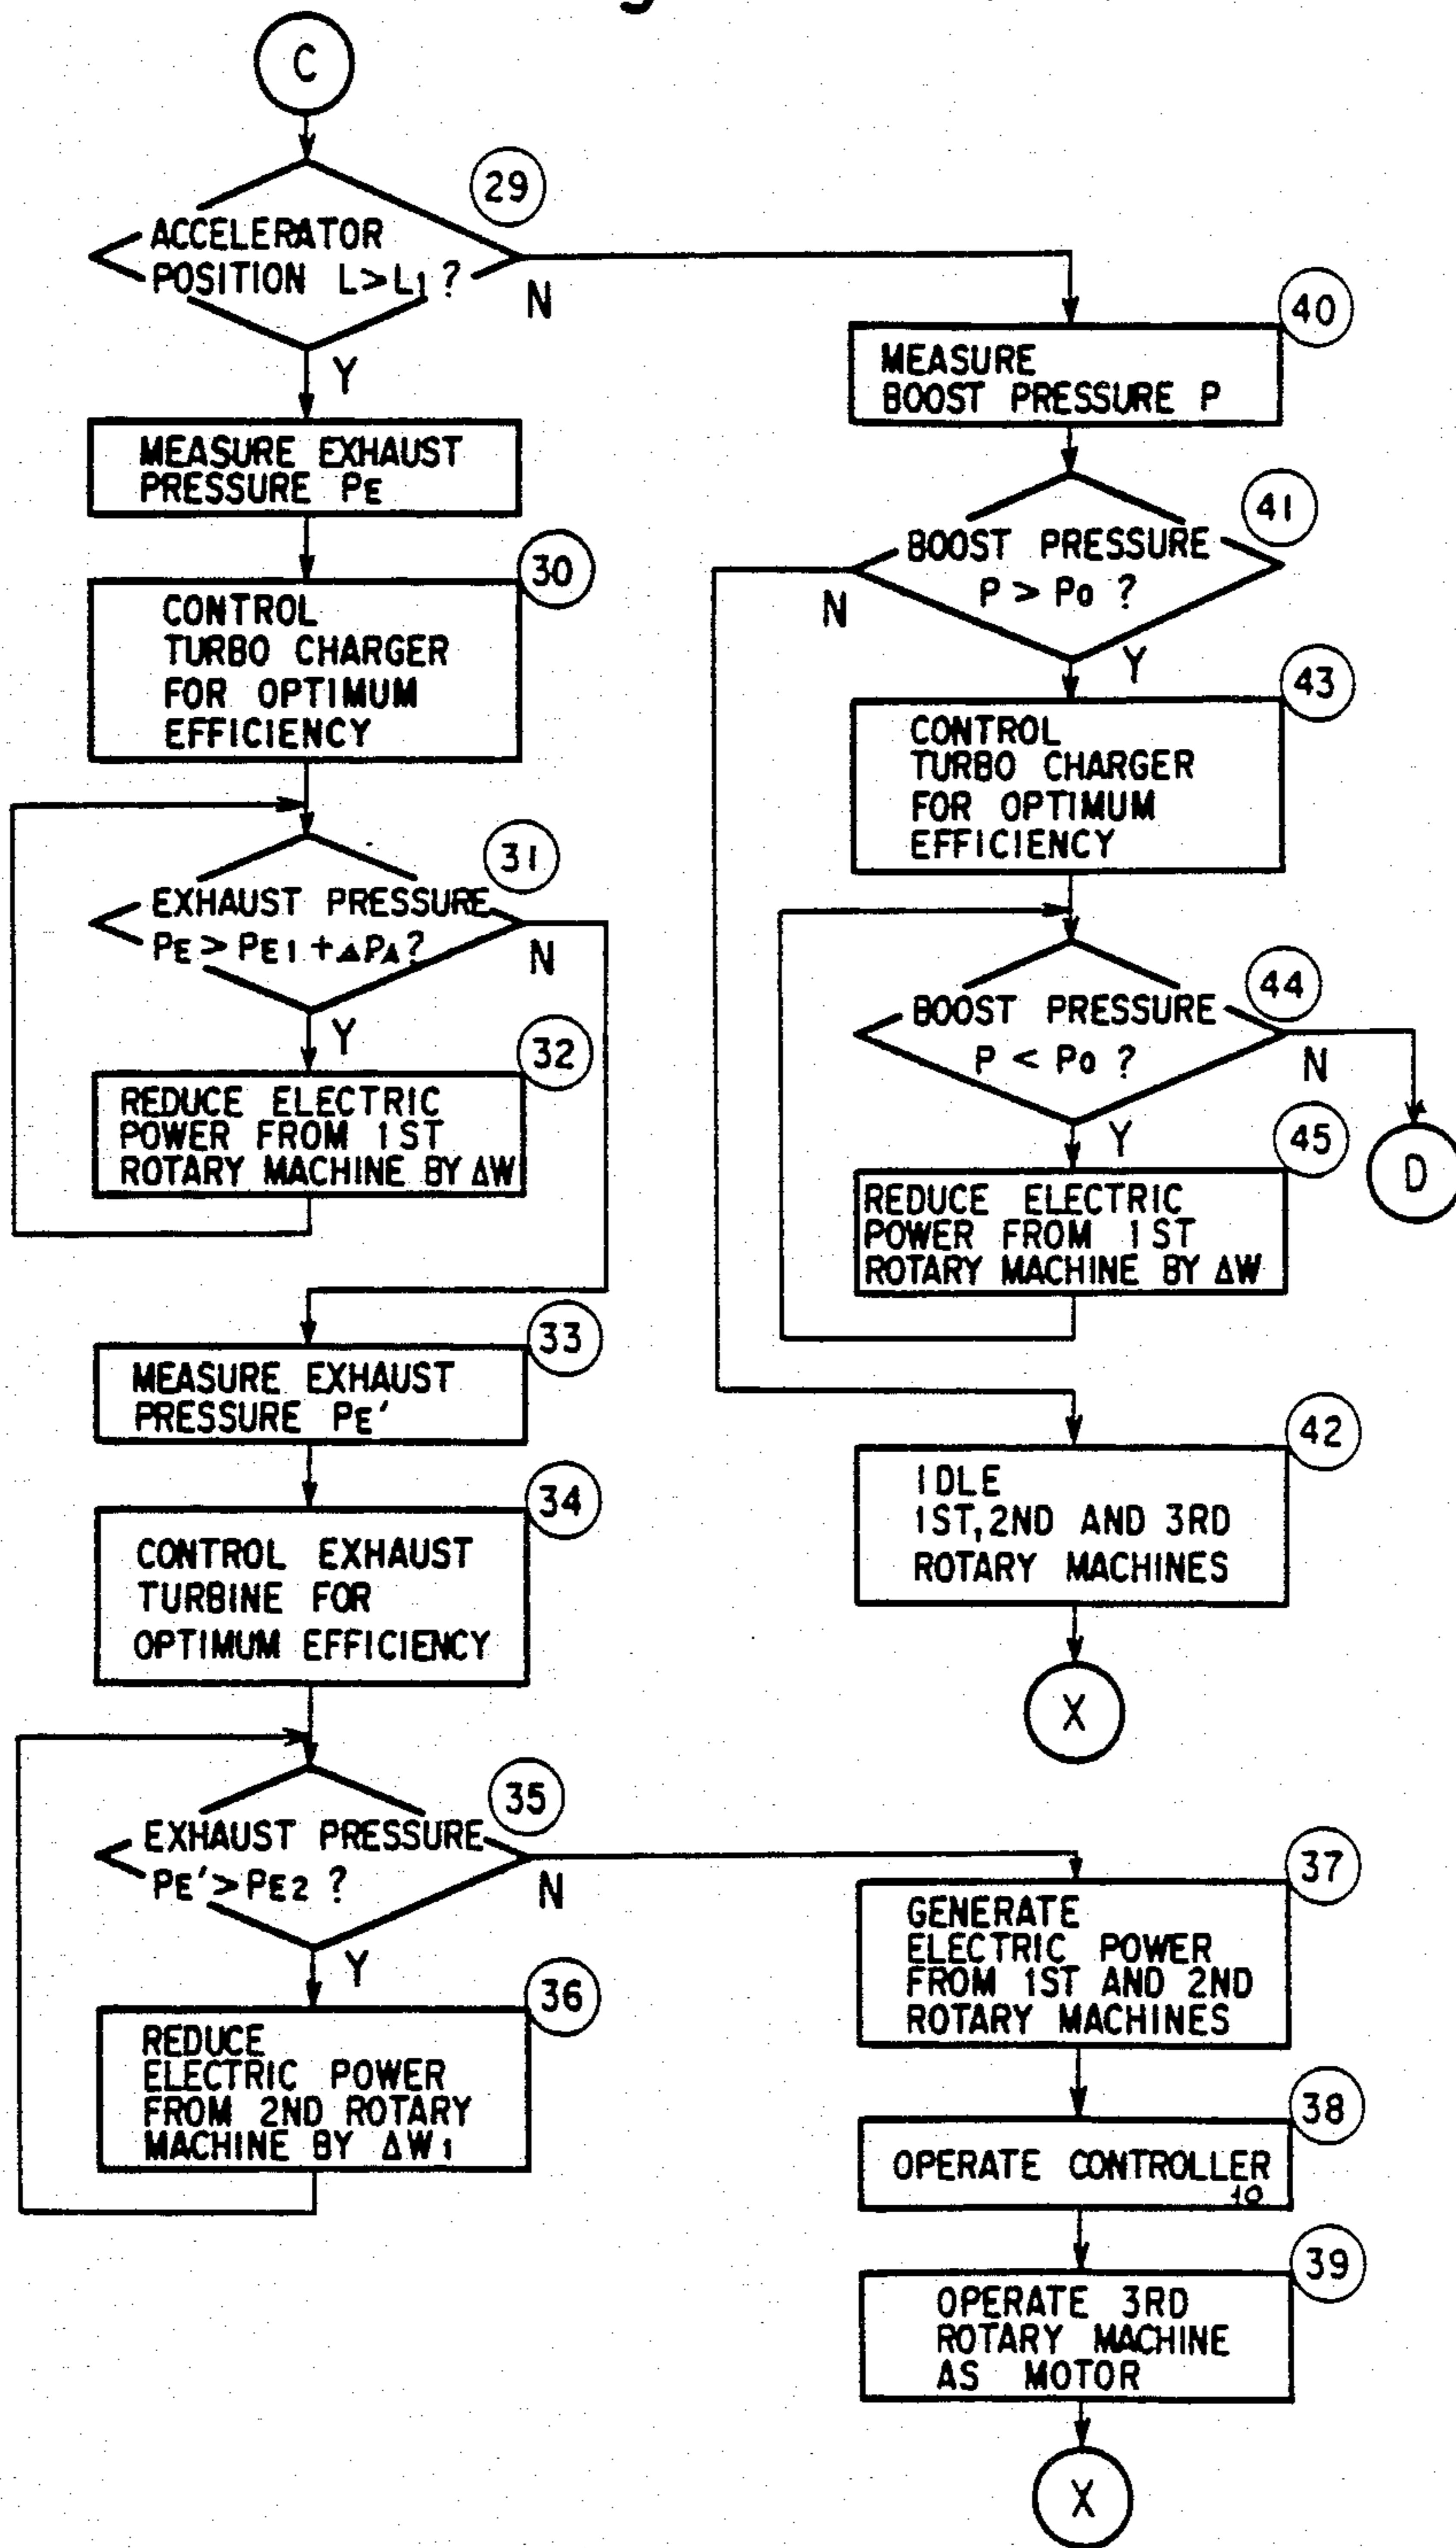 C
29
ACCELERATOR
POSITION L>L1 ?
N
Y
MEASURE EXHAUST
PRESSURE PE
30
CONTROL
TURBO CHARGER
FOR OPTIMUM
EFFICIENCY
31
EXHAUST PRESSURE
PE > PE1 + ΔPA ?
N
Y
32
REDUCE ELECTRIC
POWER FROM 1ST
ROTARY MACHINE BY ΔW
33
MEASURE EXHAUST
PRESSURE PE'
34
CONTROL EXHAUST
TURBINE FOR
OPTIMUM EFFICIENCY
35
EXHAUST PRESSURE
PE' > PE2 ?
N
Y
36
REDUCE
ELECTRIC POWER
FROM 2ND ROTARY
MACHINE BY ΔW1
40
MEASURE
BOOST PRESSURE P
41
BOOST PRESSURE
P > P0 ?
N
Y
43
CONTROL
TURBO CHARGER
FOR OPTIMUM
EFFICIENCY
44
BOOST PRESSURE
P < P0 ?
N
Y
D
45
REDUCE ELECTRIC
POWER FROM 1ST
ROTARY MACHINE BY ΔW
42
IDLE
1ST, 2ND AND 3RD
ROTARY MACHINES
X
37
GENERATE
ELECTRIC POWER
FROM 1ST AND 2ND
ROTARY MACHINES
38
OPERATE CONTROLLER
10
39
OPERATE 3RD
ROTARY MACHINE
AS MOTOR
X